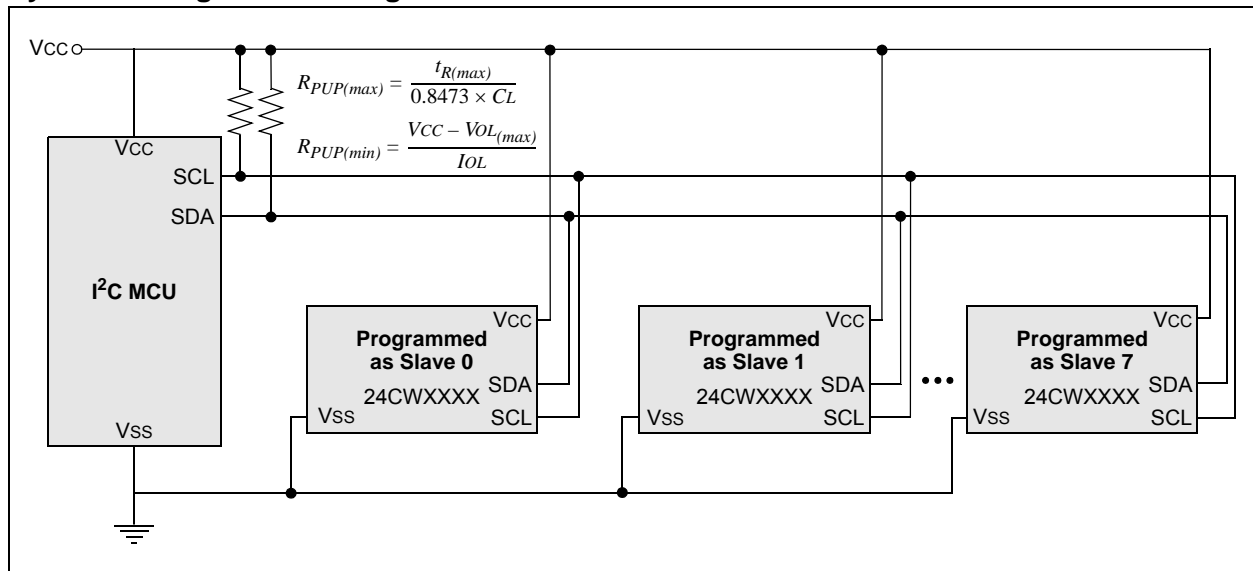 VCC
R_PUP(max) = t_R(max) / 0.8473 × CL
R_PUP(min) = VCC – VOL(max) / IOL
VCC
SCL
SDA
I²C MCU
VSS
VCC
Programmed
as Slave 0
SDA
24CWXXXX
VSS
SCL
VCC
Programmed
as Slave 1
SDA
24CWXXXX
VSS
SCL
•••
VCC
Programmed
as Slave 7
SDA
24CWXXXX
VSS
SCL